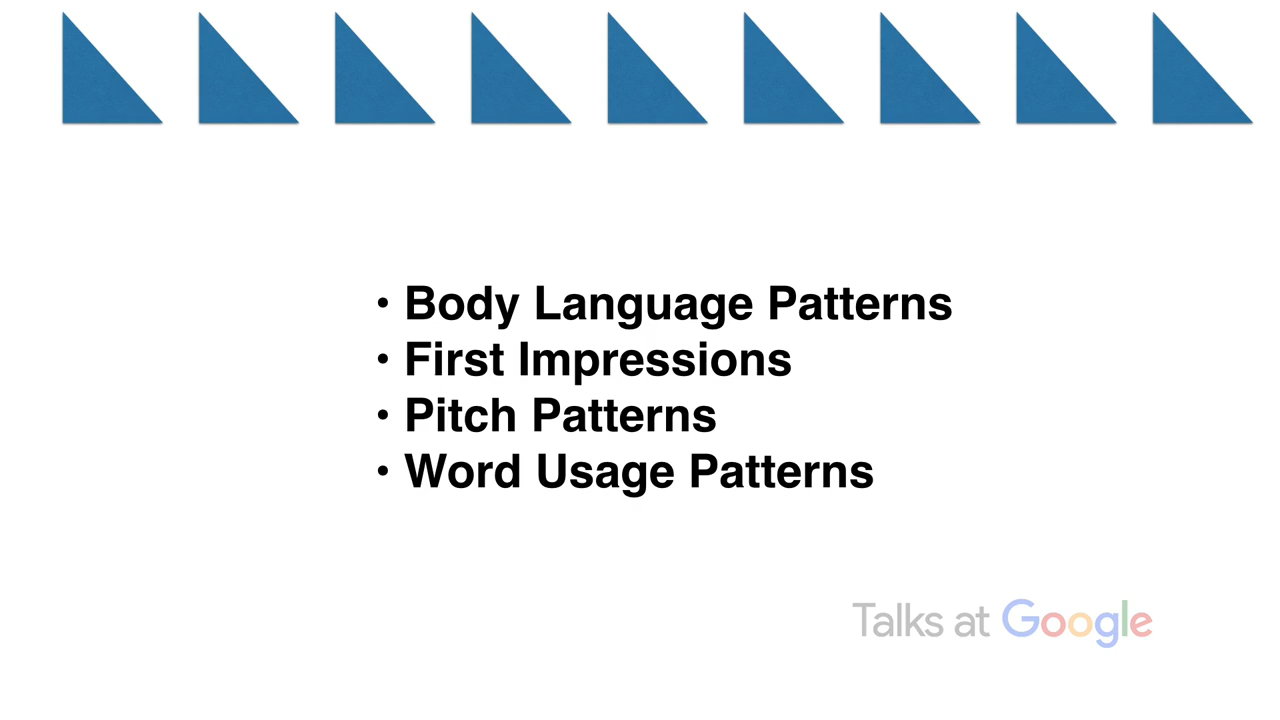 • Body Language Patterns
• First Impressions
• Pitch Patterns
• Word Usage Patterns
Talks at Google